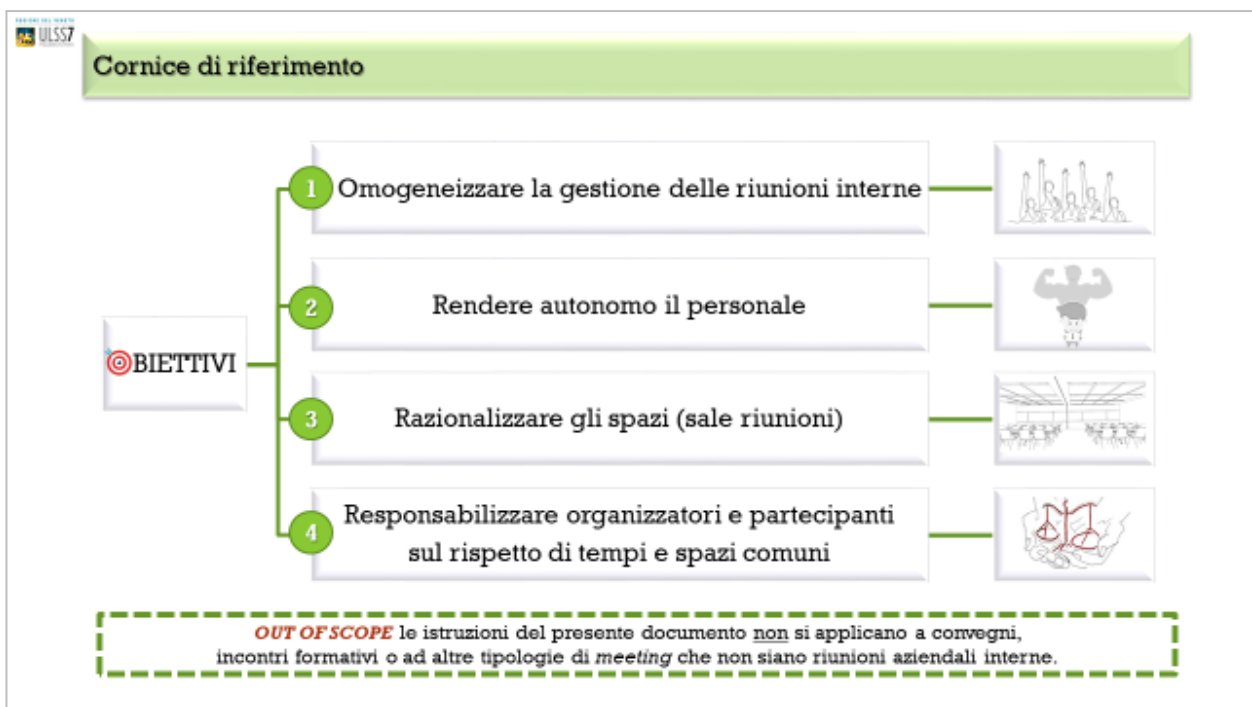 REGIONE DEL VENETO
ULSS7
Cornice di riferimento
OBIETTIVI
1 Omogeneizzare la gestione delle riunioni interne
2 Rendere autonomo il personale
3 Razionalizzare gli spazi (sale riunioni)
4 Responsabilizzare organizzatori e partecipanti
sul rispetto di tempi e spazi comuni
OUT OF SCOPE le istruzioni del presente documento non si applicano a convegni,
incontri formativi o ad altre tipologie di meeting che non siano riunioni aziendali interne.